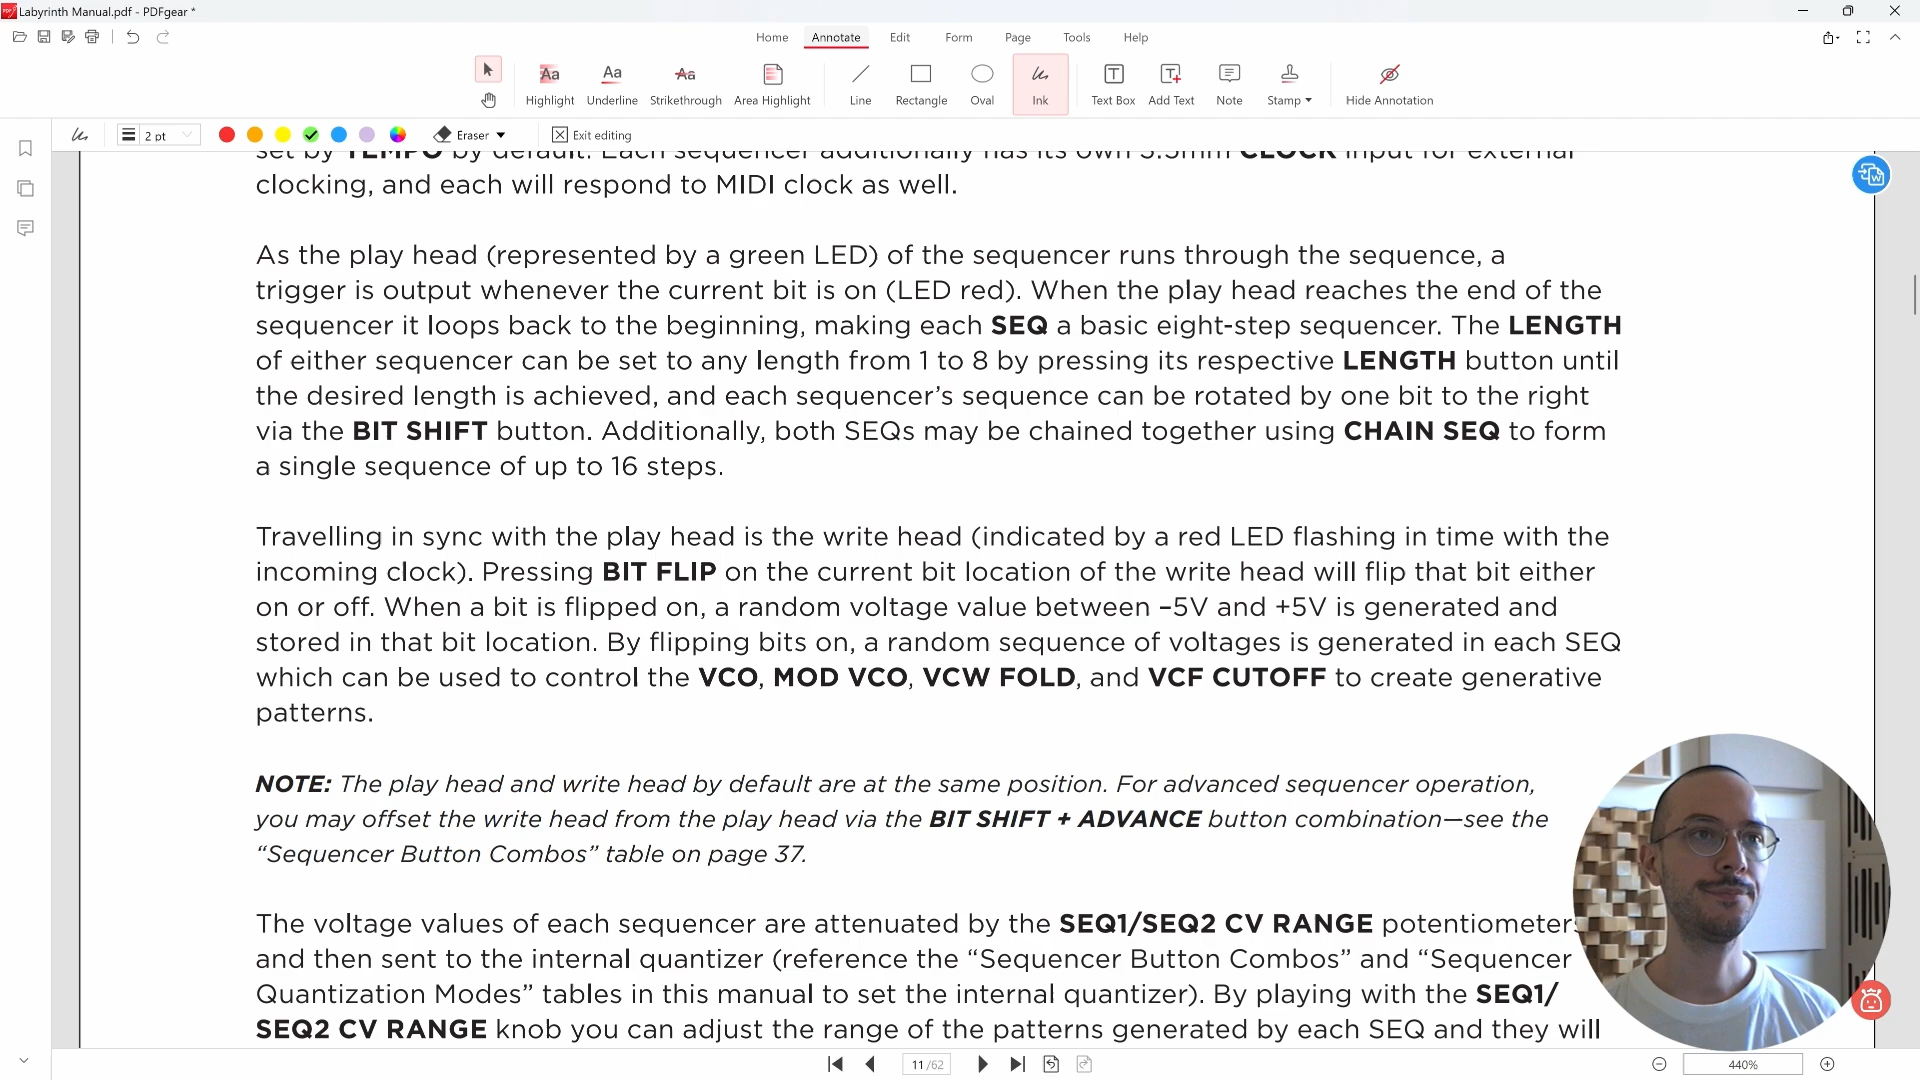 Labyrinth Manual.pdf - PDFgear *
Home Annotate Edit Form Page Tools Help
Highlight Underline Strikethrough Area Highlight Line Rectangle Oval Ink Text Box Add Text Note Stamp Hide Annotation
2 pt Eraser Exit editing
set by TEMPO by default. Each sequencer additionally has its own 3.5mm CLOCK input for external
clocking, and each will respond to MIDI clock as well.
As the play head (represented by a green LED) of the sequencer runs through the sequence, a
trigger is output whenever the current bit is on (LED red). When the play head reaches the end of the
sequencer it loops back to the beginning, making each SEQ a basic eight-step sequencer. The LENGTH
of either sequencer can be set to any length from 1 to 8 by pressing its respective LENGTH button until
the desired length is achieved, and each sequencer’s sequence can be rotated by one bit to the right
via the BIT SHIFT button. Additionally, both SEQs may be chained together using CHAIN SEQ to form
a single sequence of up to 16 steps.
Travelling in sync with the play head is the write head (indicated by a red LED flashing in time with the
incoming clock). Pressing BIT FLIP on the current bit location of the write head will flip that bit either
on or off. When a bit is flipped on, a random voltage value between –5V and +5V is generated and
stored in that bit location. By flipping bits on, a random sequence of voltages is generated in each SEQ
which can be used to control the VCO, MOD VCO, VCW FOLD, and VCF CUTOFF to create generative
patterns.
NOTE: The play head and write head by default are at the same position. For advanced sequencer operation,
you may offset the write head from the play head via the BIT SHIFT + ADVANCE button combination—see the
“Sequencer Button Combos” table on page 37.
The voltage values of each sequencer are attenuated by the SEQ1/SEQ2 CV RANGE potentiometers
and then sent to the internal quantizer (reference the “Sequencer Button Combos” and “Sequencer
Quantization Modes” tables in this manual to set the internal quantizer). By playing with the SEQ1/
SEQ2 CV RANGE knob you can adjust the range of the patterns generated by each SEQ and they will
11 /62 440%